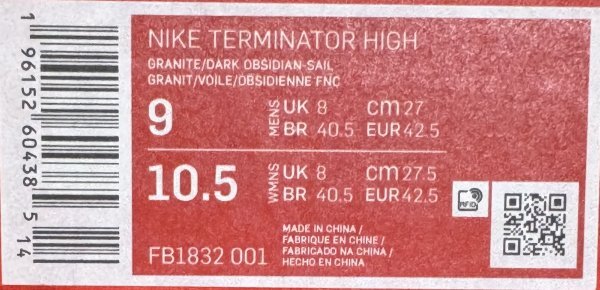 NIKE TERMINATOR HIGH
GRANITE/DARK OBSIDIAN-SAIL
GRANIT/VOILE/OBSIDIENNE FNC
9 MENS UK 8 cm 27
BR 40.5 EUR 42.5
10.5 WMNS UK 8 cm 27.5
BR 40.5 EUR 42.5
RFID
MADE IN CHINA /
FABRIQUE EN CHINE /
FABRICADO NA CHINA /
HECHO EN CHINA
FB1832 001
1 96152 60438 5 14